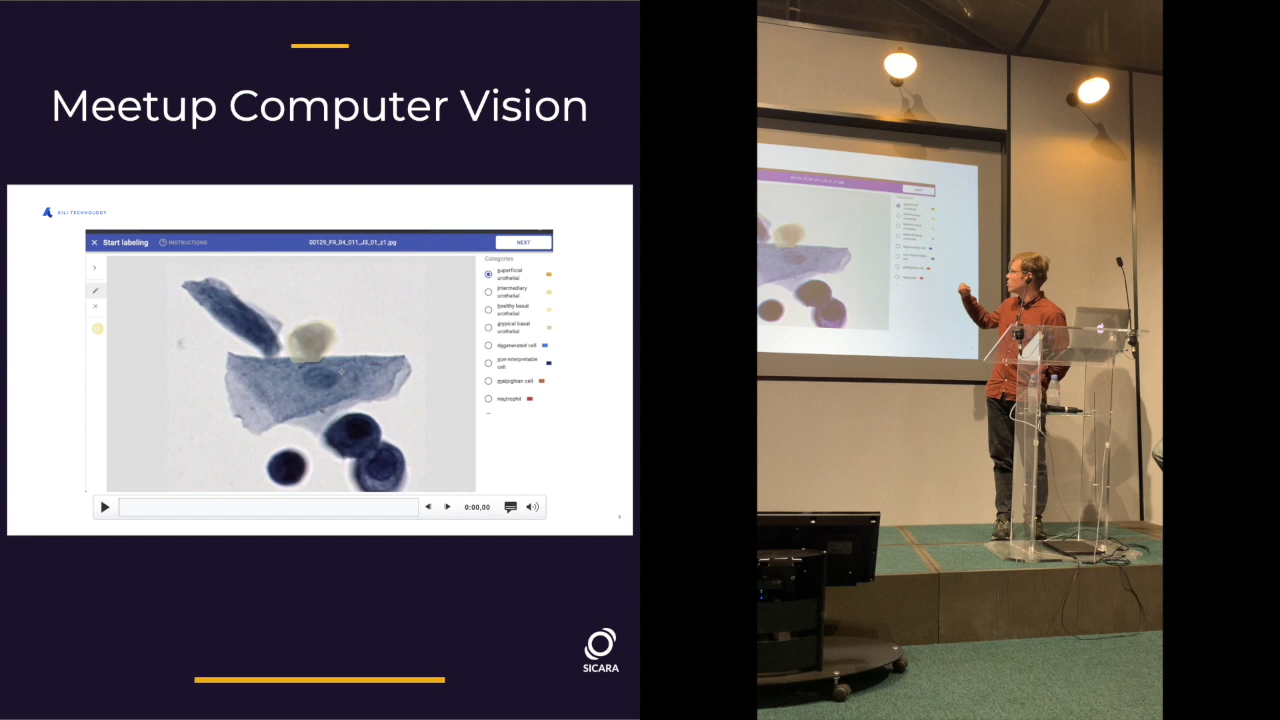 Meetup Computer Vision
KILI TECHNOLOGY
Start labeling
INSTRUCTIONS
G0129_FR_04_011_J3_01_z1.jpg
NEXT
Categories
superficial
urothelial
intermediary
urothelial
healthy basal
urothelial
atypical basal
urothelial
degenerated cell
non-interpretable
cell
malpighian cell
neutrophil
0:00,00
SICARA